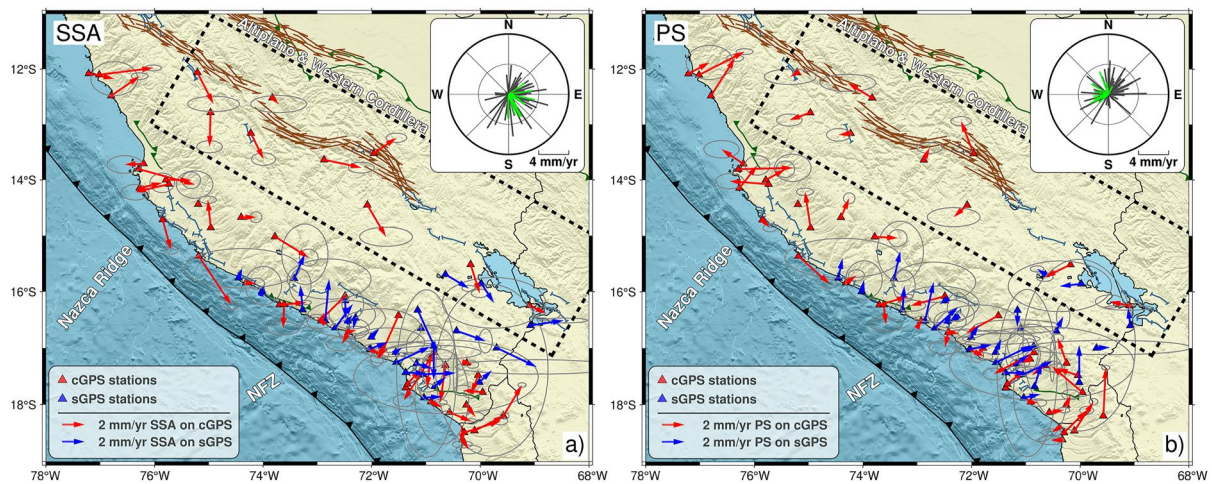 SSA
Altiplano & Western Cordillera
N
W
E
S
4 mm/yr
12°S
14°S
16°S
18°S
Nazca Ridge
NFZ
cGPS stations
sGPS stations
2 mm/yr SSA on cGPS
2 mm/yr SSA on sGPS
a)
78°W
76°W
74°W
72°W
70°W
68°W
PS
Altiplano & Western Cordillera
N
W
E
S
4 mm/yr
12°S
14°S
16°S
18°S
Nazca Ridge
NFZ
cGPS stations
sGPS stations
2 mm/yr PS on cGPS
2 mm/yr PS on sGPS
b)
78°W
76°W
74°W
72°W
70°W
68°W